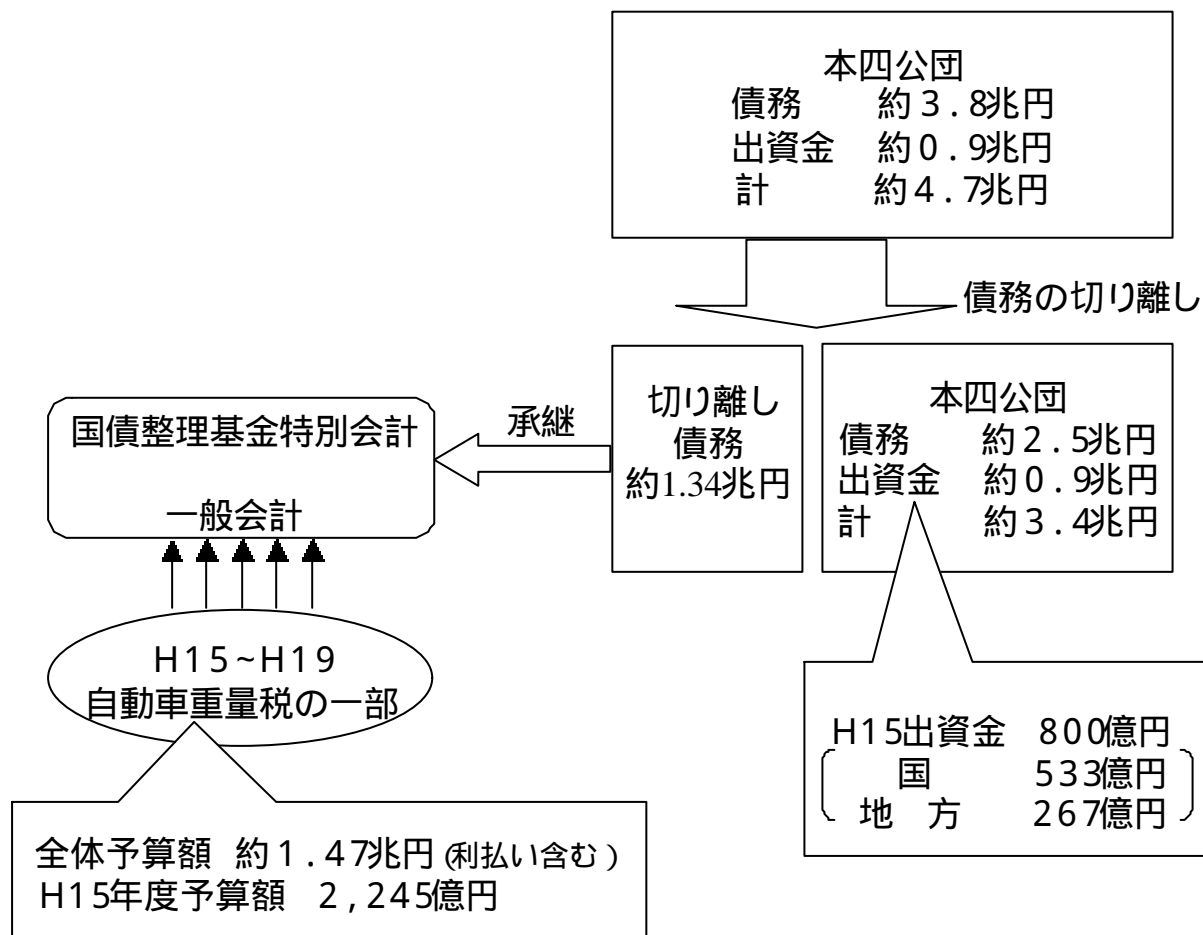 本四公団
債務 約3.8兆円
出資金 約0.9兆円
計 約4.7兆円
債務の切り離し
切り離し
債務
約1.34兆円
本四公団
債務 約2.5兆円
出資金 約0.9兆円
計 約3.4兆円
承継
国債整理基金特別会計
一般会計
H15~H19
自動車重量税の一部
H15出資金 800億円
国 533億円
地 方 267億円
全体予算額 約1.47兆円(利払い含む)
H15年度予算額 2,245億円